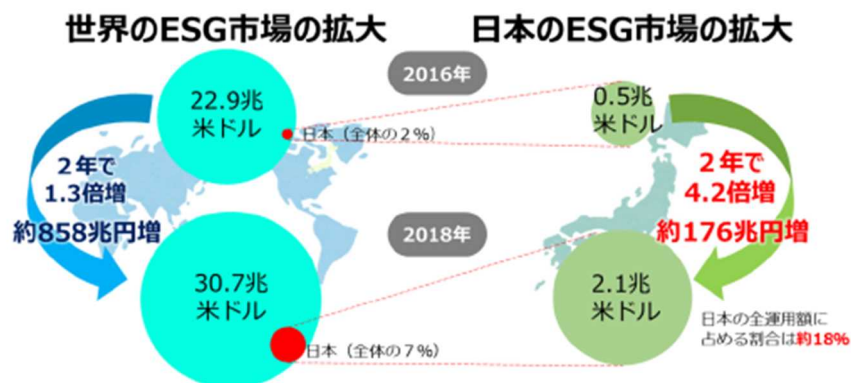 世界のESG市場の拡大
日本のESG市場の拡大
2016年
22.9兆
米ドル
日本（全体の２%）
0.5兆
米ドル
２年で
1.3倍増
約858兆円増
２年で
4.2倍増
約176兆円増
2018年
30.7兆
米ドル
日本（全体の７%）
2.1兆
米ドル
日本の全運用額に
占める割合は約18%